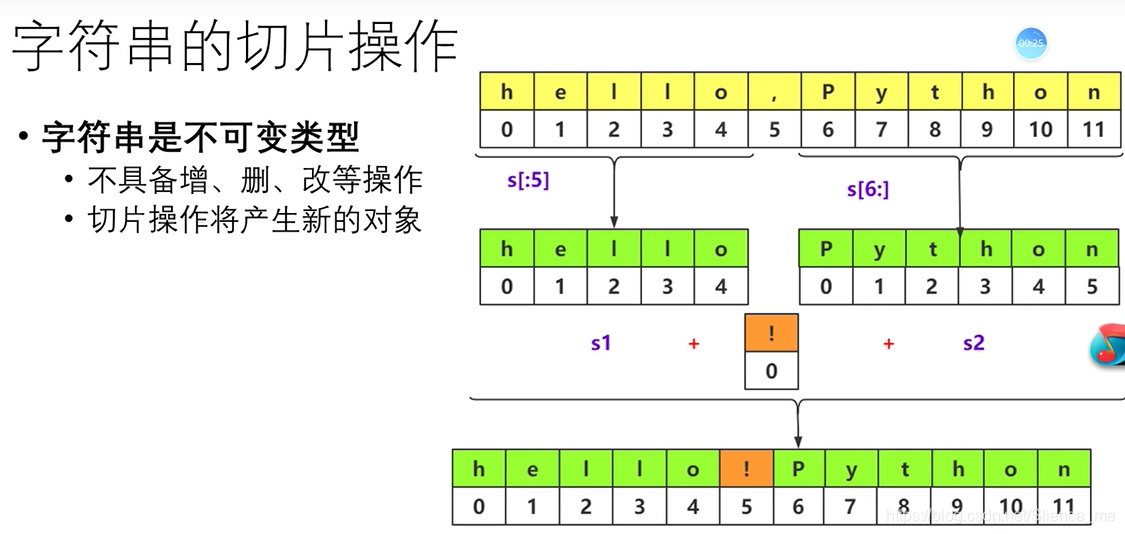 字符串的切片操作
00:25
• 字符串是不可变类型
• 不具备增、删、改等操作
• 切片操作将产生新的对象
h e l l o , P y t h o n
0 1 2 3 4 5 6 7 8 9 10 11
s[:5] s[6:]
h e l l o P y t h o n
0 1 2 3 4 0 1 2 3 4 5
s1 + ! + s2
0
h e l l o ! P y t h o n
0 1 2 3 4 5 6 7 8 9 10 11
https://blog.csdn.net/Silence_me